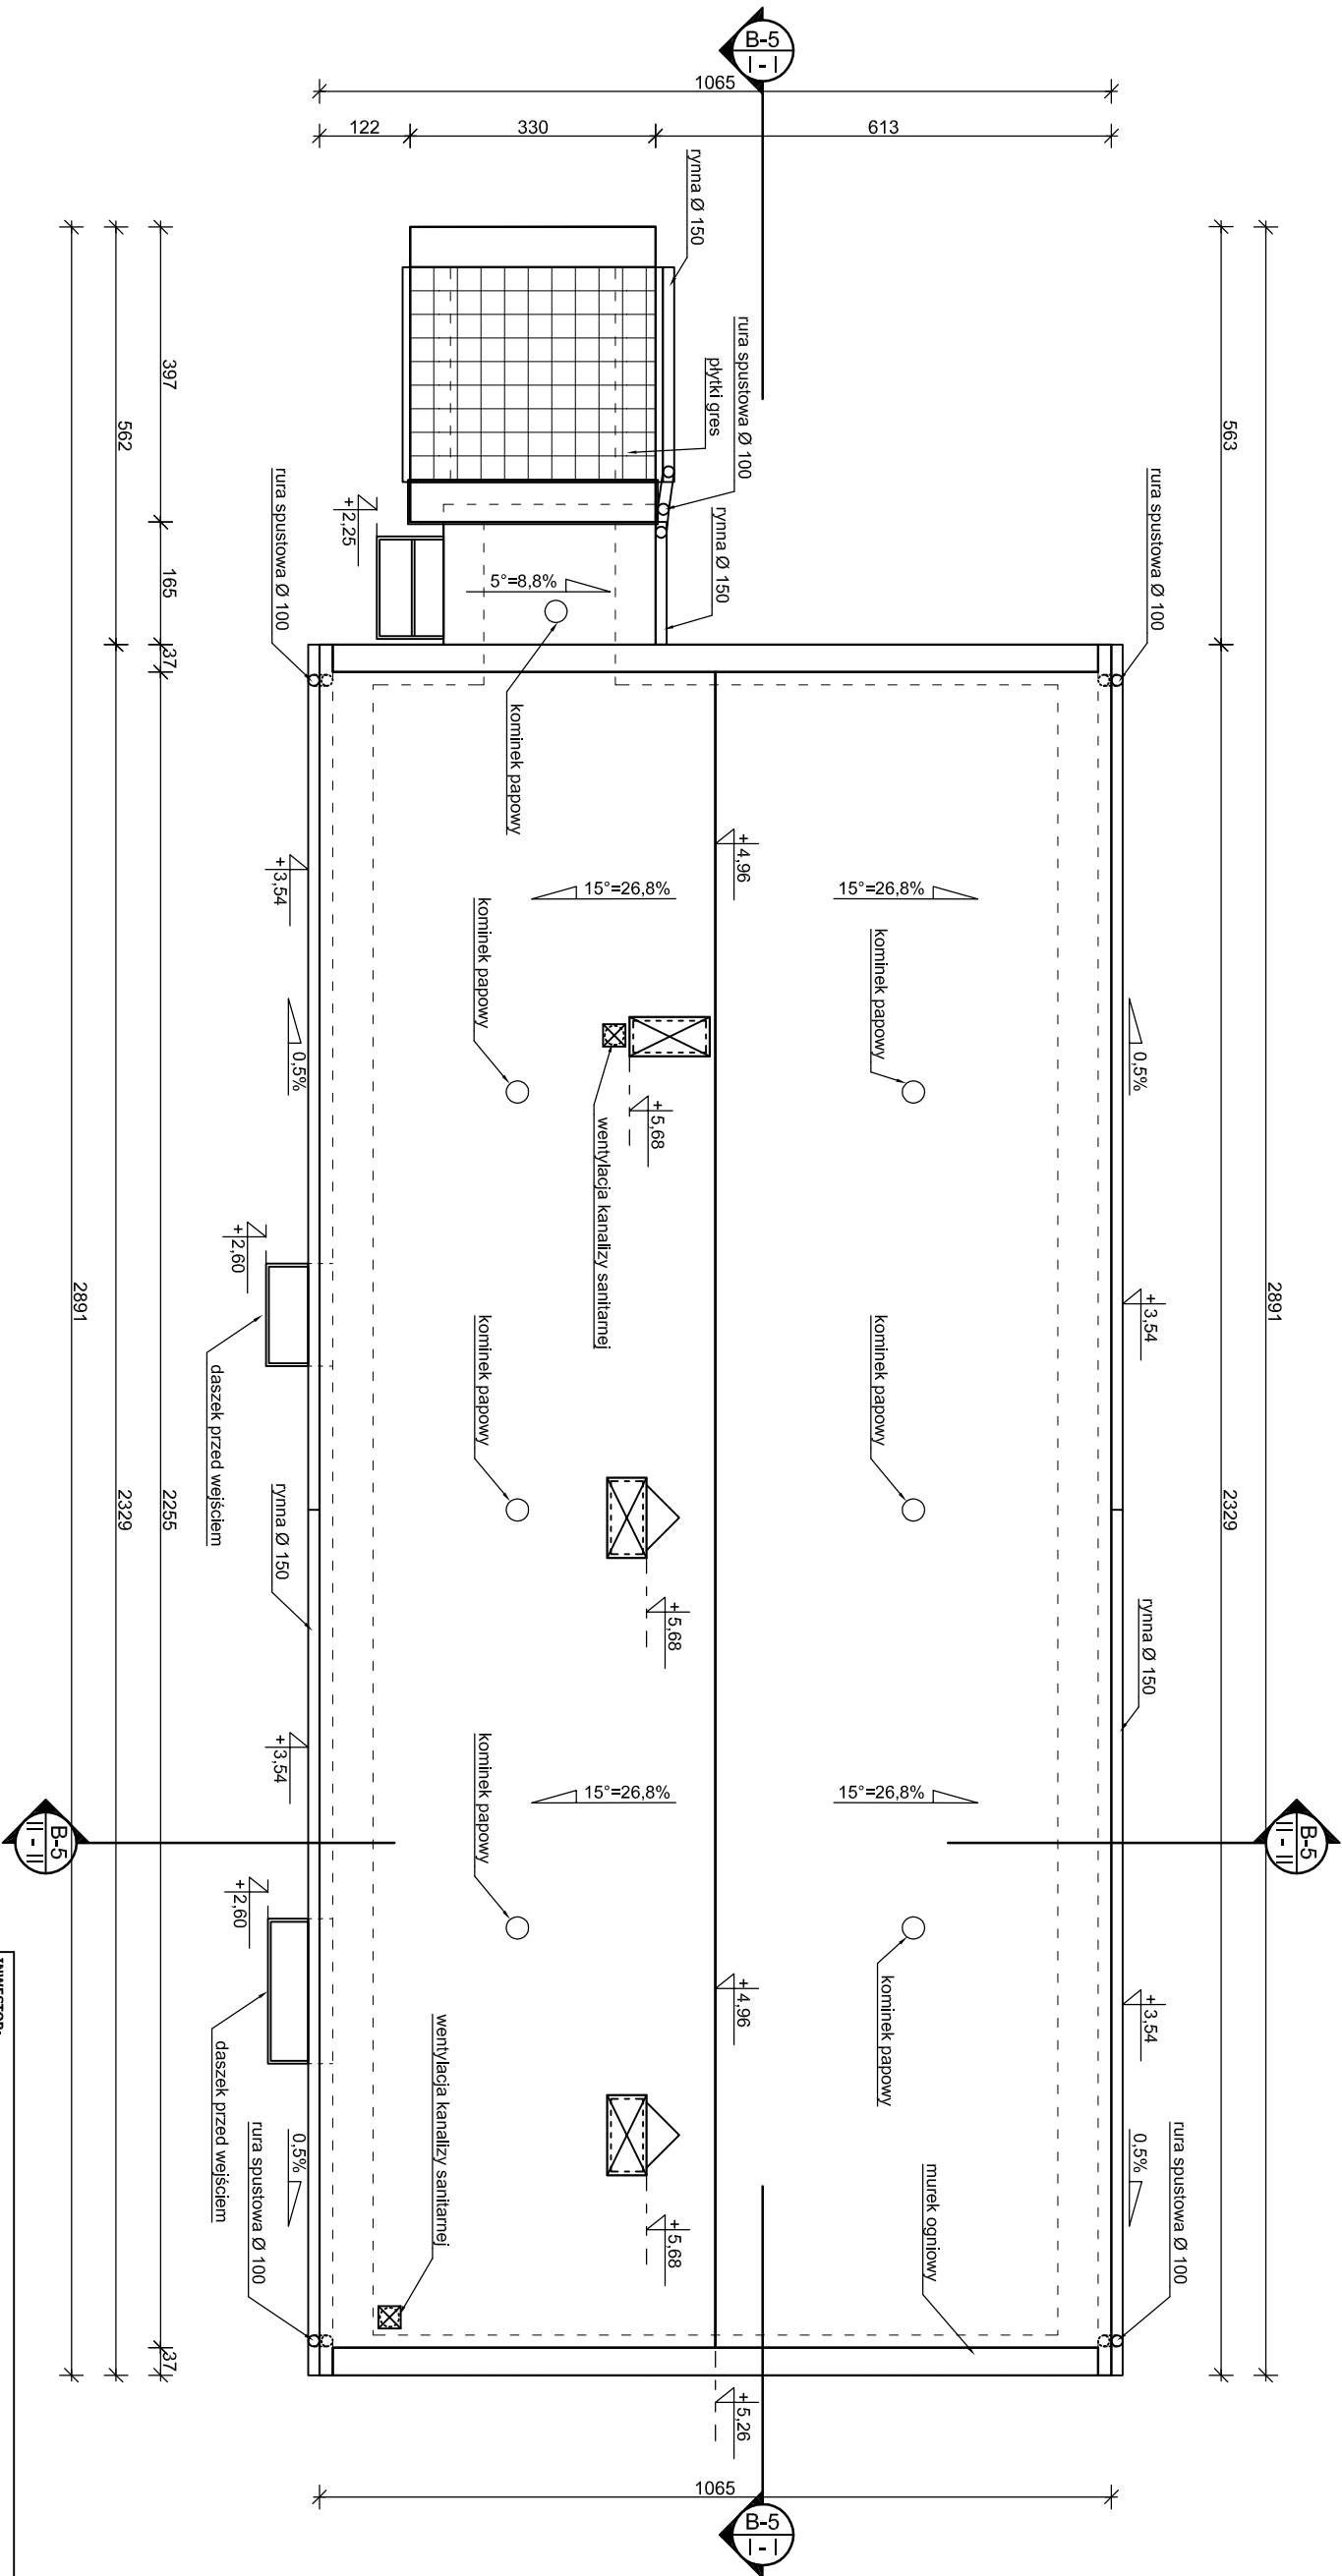 B-5
I - I
1065
122
330
613
rynna Ø 150
rura spustowa Ø 100
płytki gres
rynna Ø 150
2891
563
2329
397
165
37
2255
37
562
2329
2891
rura spustowa Ø 100
rura spustowa Ø 100
+2,25
5°=8,8%
kominek papowy
+3,54
+4,96
15°=26,8%
15°=26,8%
kominek papowy
kominek papowy
0,5%
0,5%
+5,68
wentylacja kanalizy sanitarnej
+2,60
daszek przed wejściem
+3,54
kominek papowy
kominek papowy
rynna Ø 150
+5,68
rynna Ø 150
+3,54
kominek papowy
15°=26,8%
15°=26,8%
B-5
II - II
B-5
II - II
+2,60
daszek przed wejściem
kominek papowy
+4,96
+3,54
wentylacja kanalizy sanitarnej
0,5%
0,5%
rura spustowa Ø 100
rura spustowa Ø 100
+5,68
murek ogniowy
+5,26
1065
B-5
I - I